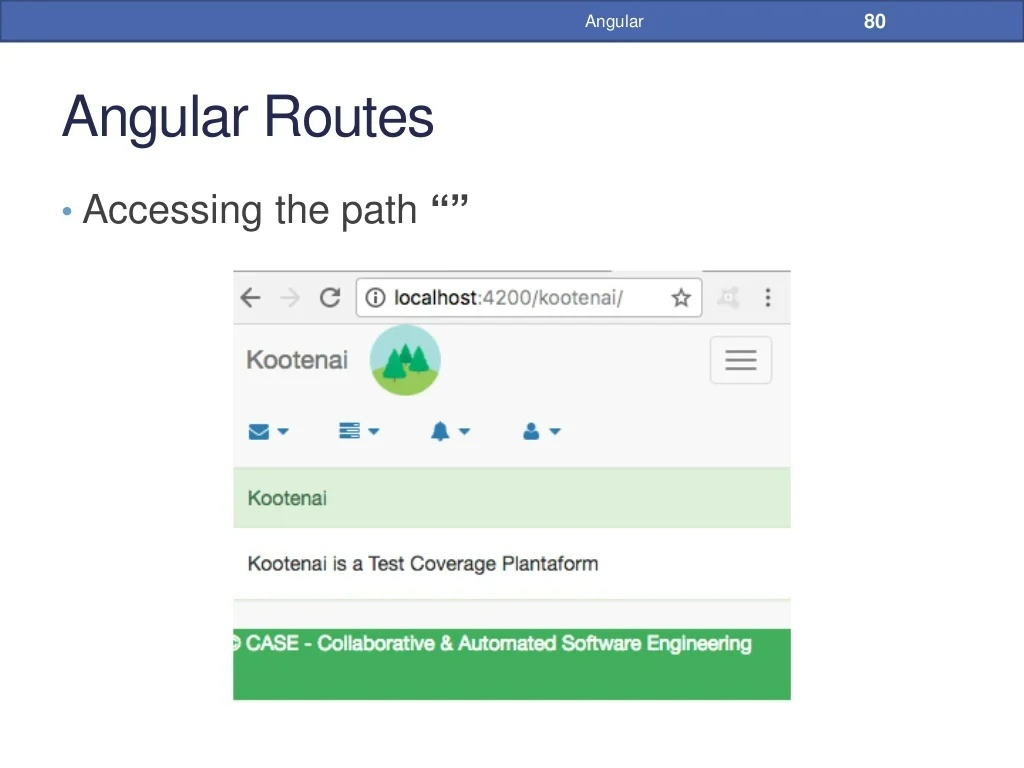 Angular 80
Angular Routes
• Accessing the path “”
localhost:4200/kootenai/
Kootenai
Kootenai
Kootenai is a Test Coverage Plantaform
© CASE - Collaborative & Automated Software Engineering